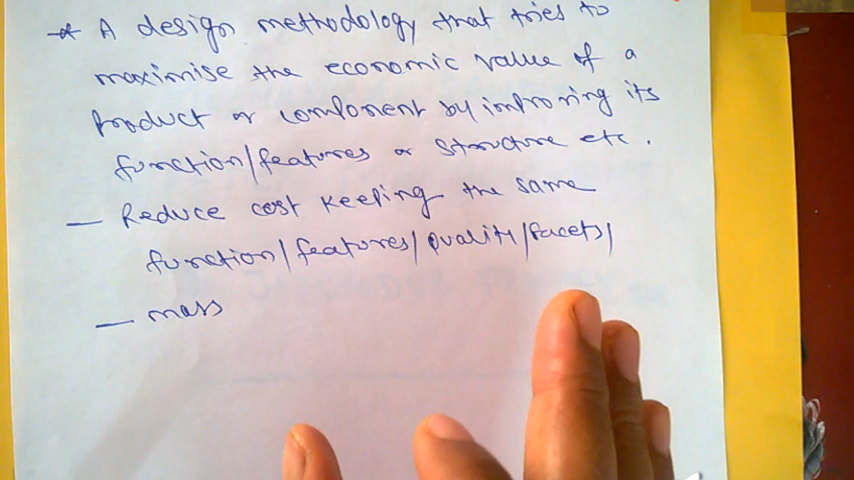 * A design methodology that tries to
maximise the economic value of a
product or component by improving its
function/features or structure etc.
— Reduce cost keeping the same
function/features/quality/facets/
— mass